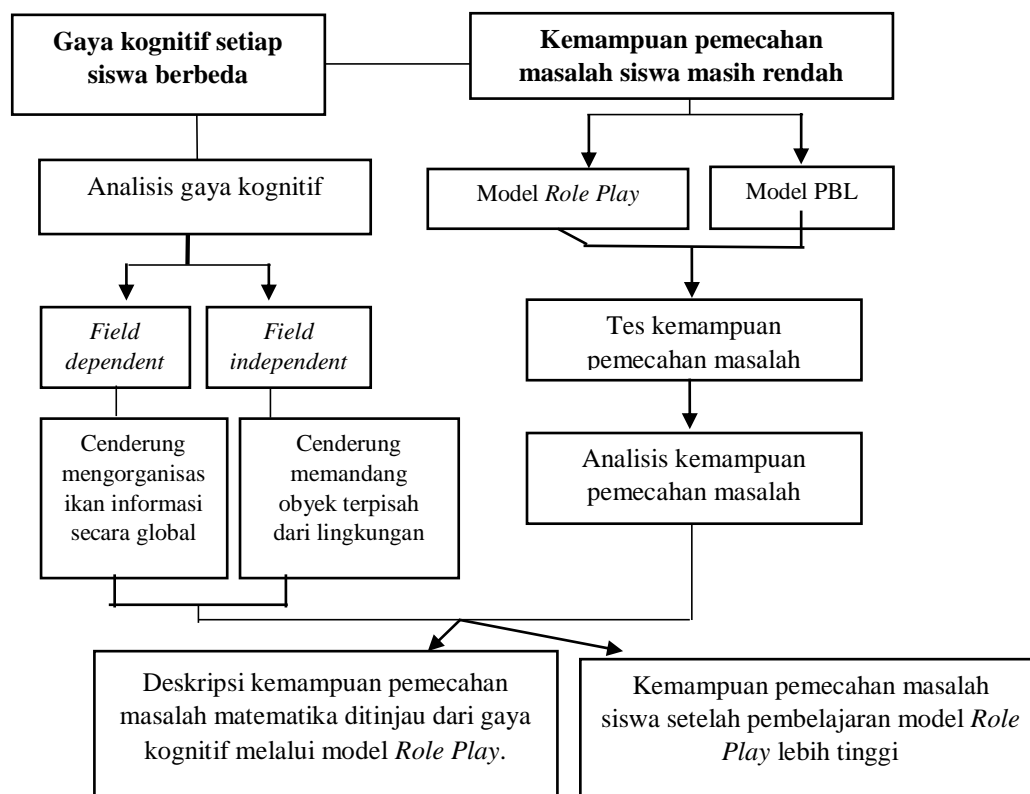 Gaya kognitif setiap
siswa berbeda
Kemampuan pemecahan
masalah siswa masih rendah
Analisis gaya kognitif
Model Role Play
Model PBL
Field
dependent
Field
independent
Tes kemampuan
pemecahan masalah
Cenderung
mengorganisas
ikan informasi
secara global
Cenderung
memandang
obyek terpisah
dari lingkungan
Analisis kemampuan
pemecahan masalah
Deskripsi kemampuan pemecahan
masalah matematika ditinjau dari gaya
kognitif melalui model Role Play.
Kemampuan pemecahan masalah
siswa setelah pembelajaran model Role
Play lebih tinggi